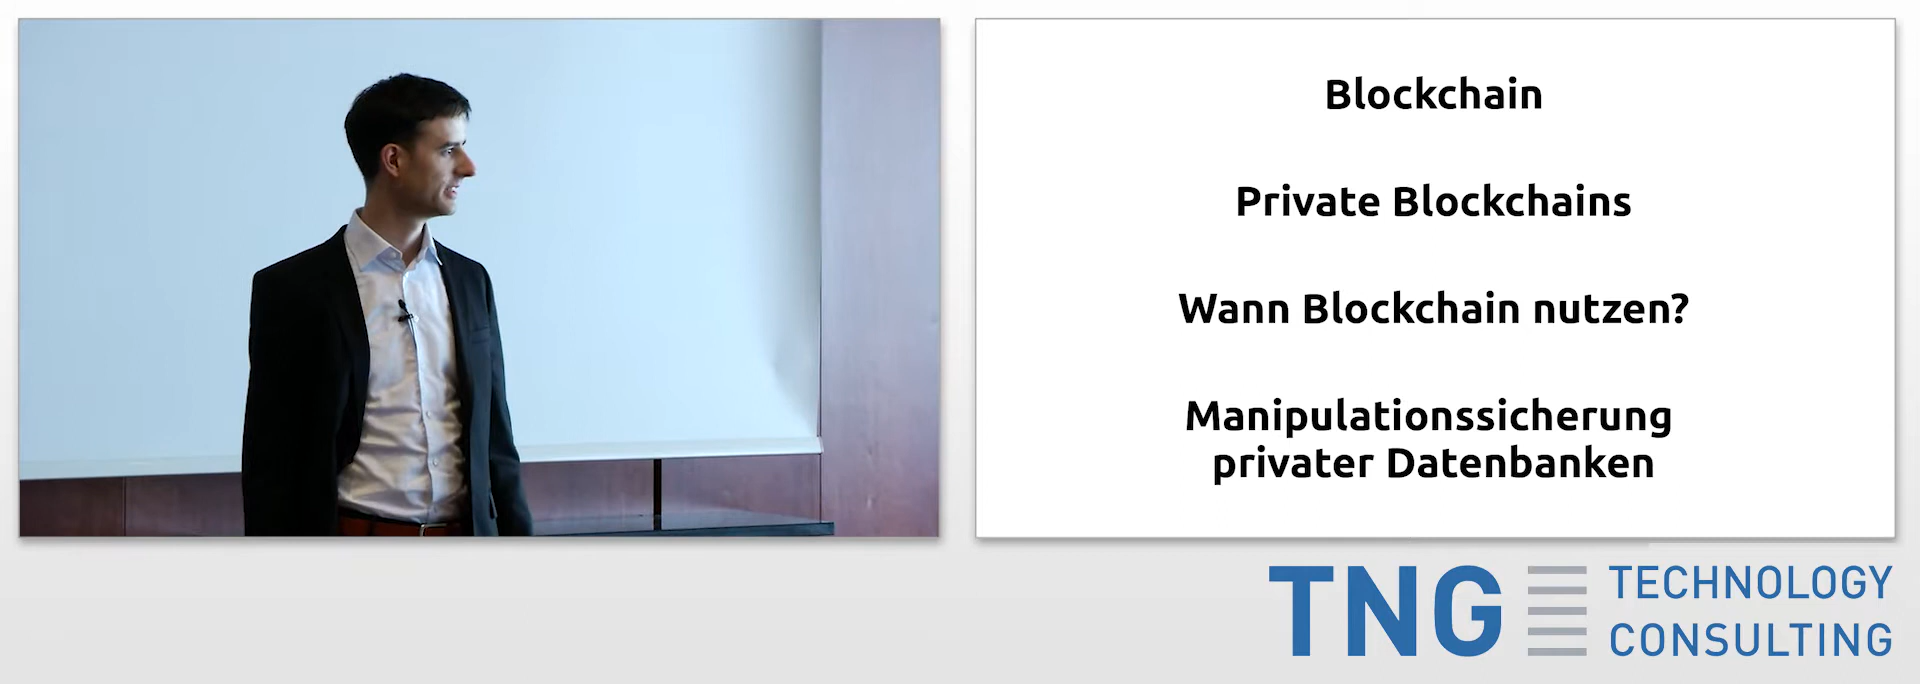 Blockchain
Private Blockchains
Wann Blockchain nutzen?
Manipulationssicherung
privater Datenbanken
TNG TECHNOLOGY
CONSULTING